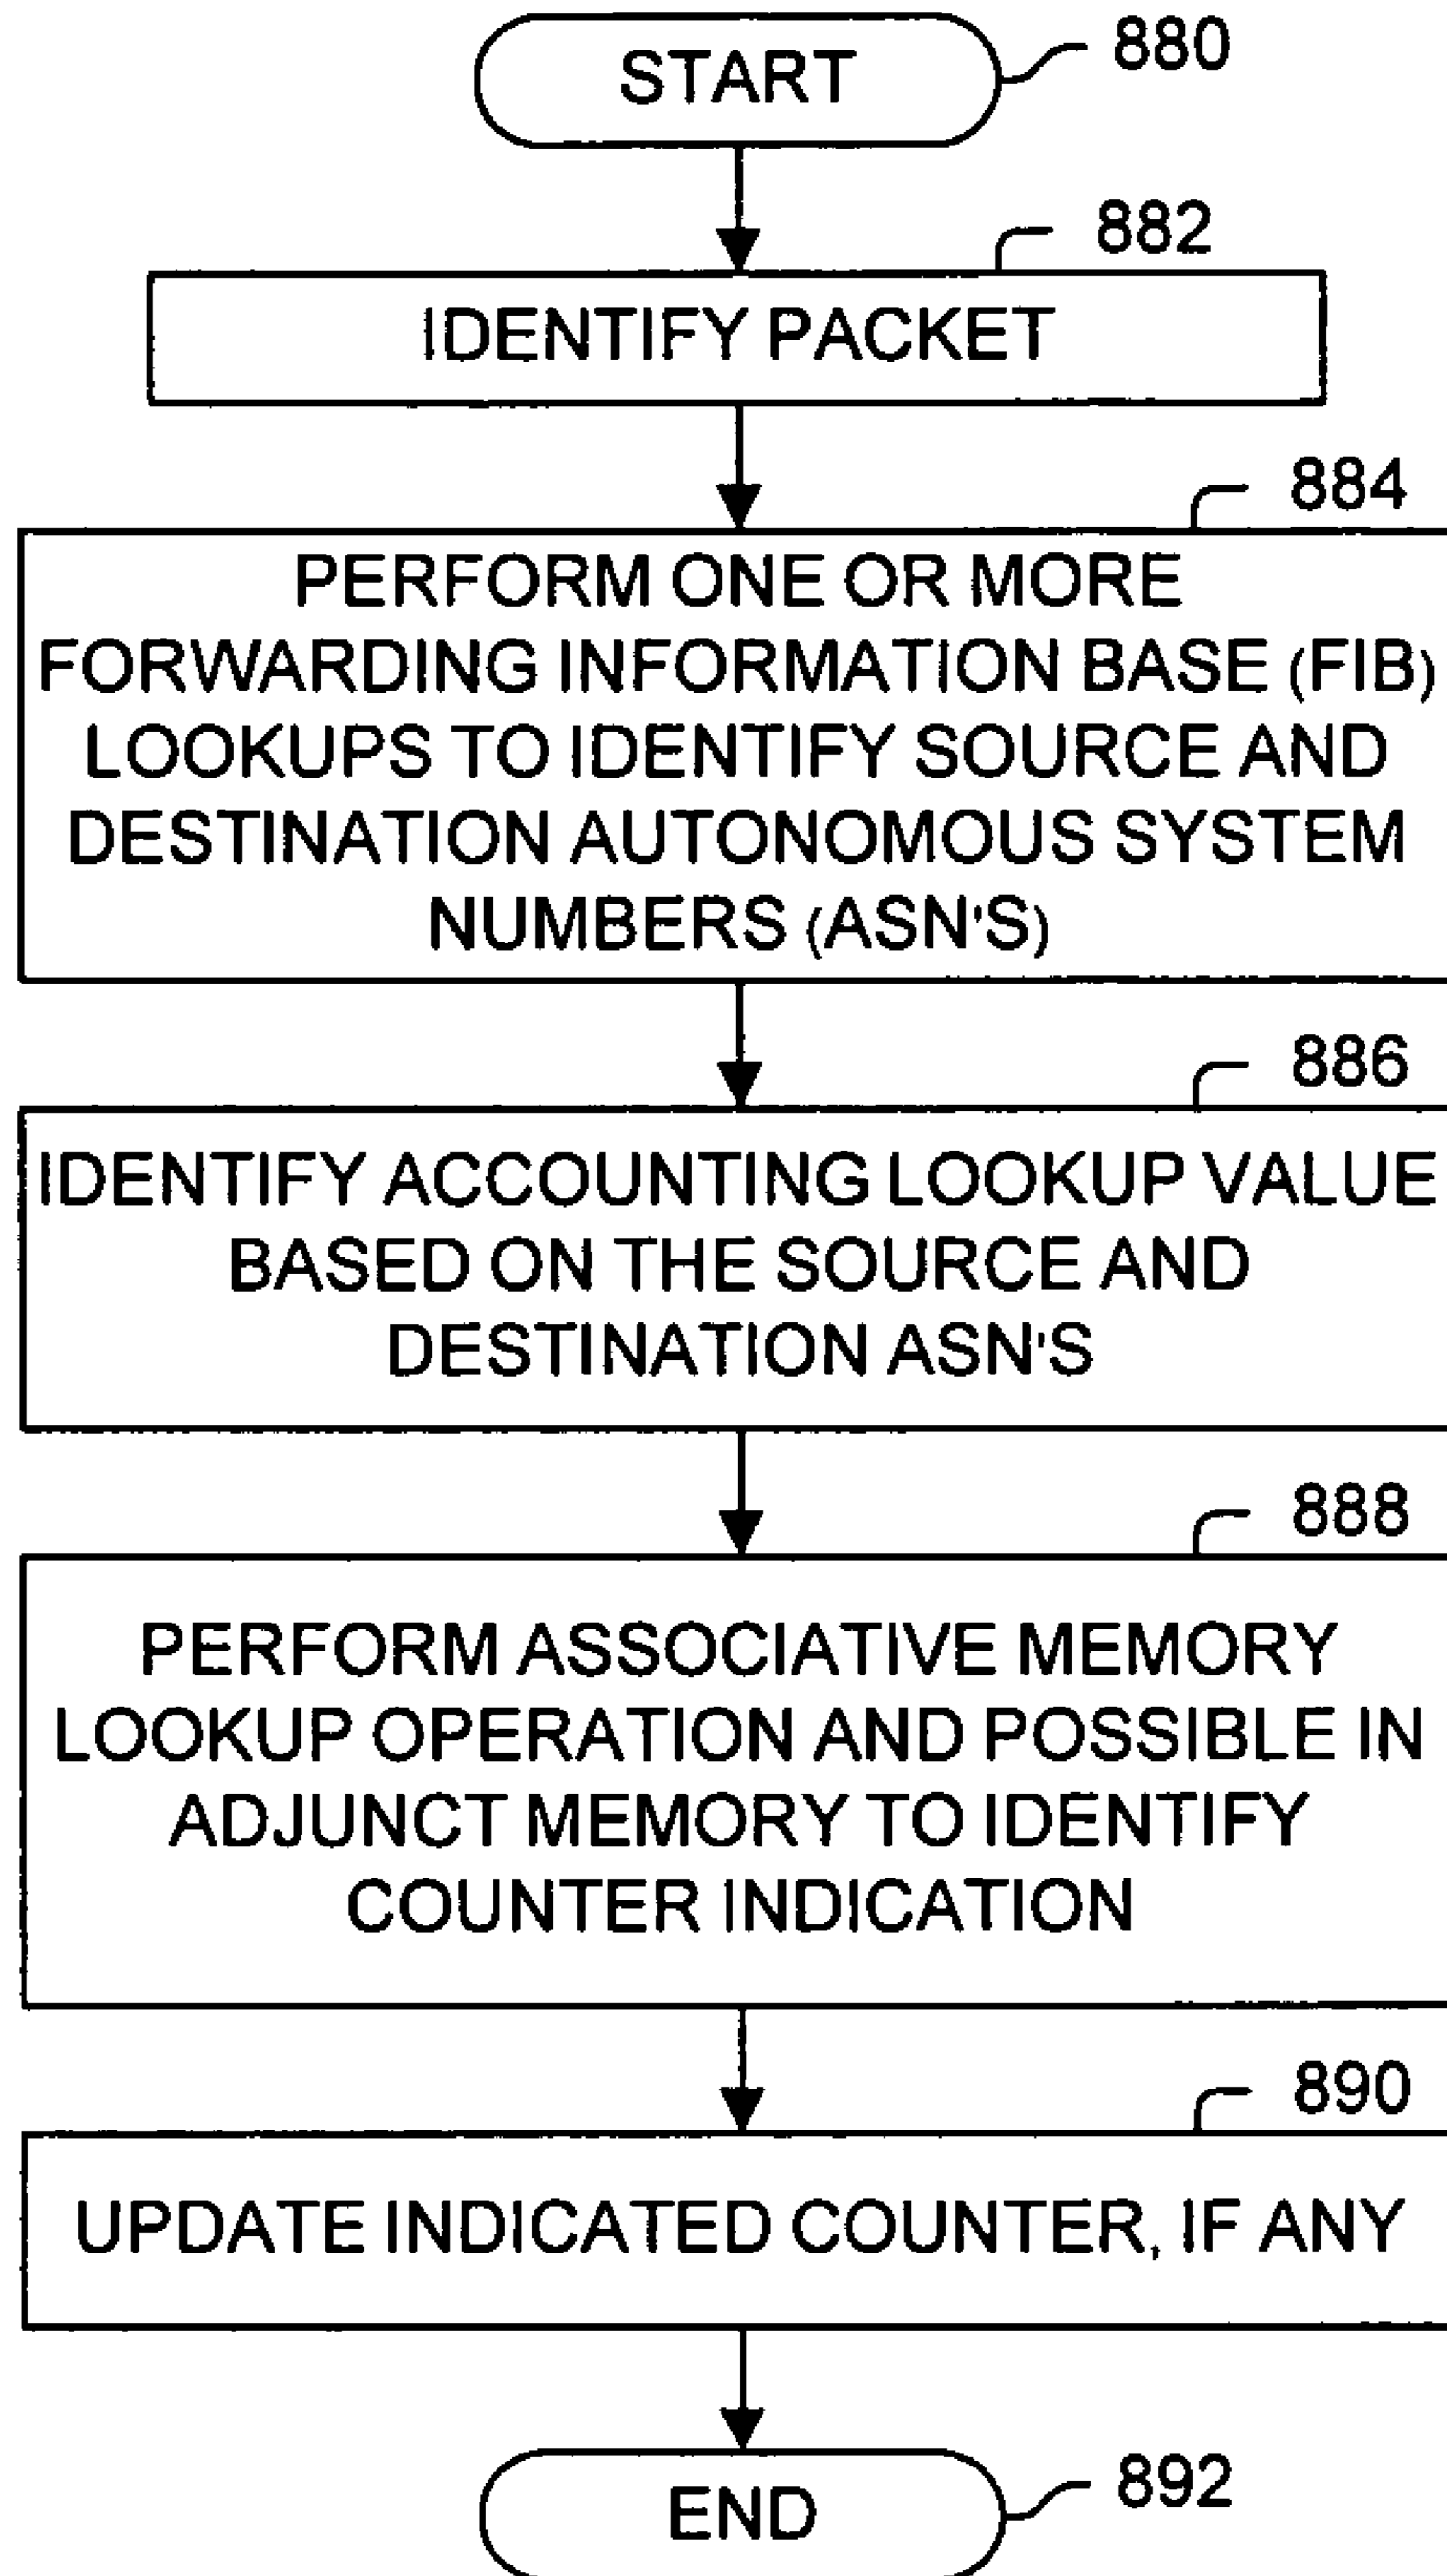 START
880
882
IDENTIFY PACKET
884
PERFORM ONE OR MORE
FORWARDING INFORMATION BASE (FIB)
LOOKUPS TO IDENTIFY SOURCE AND
DESTINATION AUTONOMOUS SYSTEM
NUMBERS (ASN'S)
886
IDENTIFY ACCOUNTING LOOKUP VALUE
BASED ON THE SOURCE AND
DESTINATION ASN'S
888
PERFORM ASSOCIATIVE MEMORY
LOOKUP OPERATION AND POSSIBLE IN
ADJUNCT MEMORY TO IDENTIFY
COUNTER INDICATION
890
UPDATE INDICATED COUNTER, IF ANY
END
892